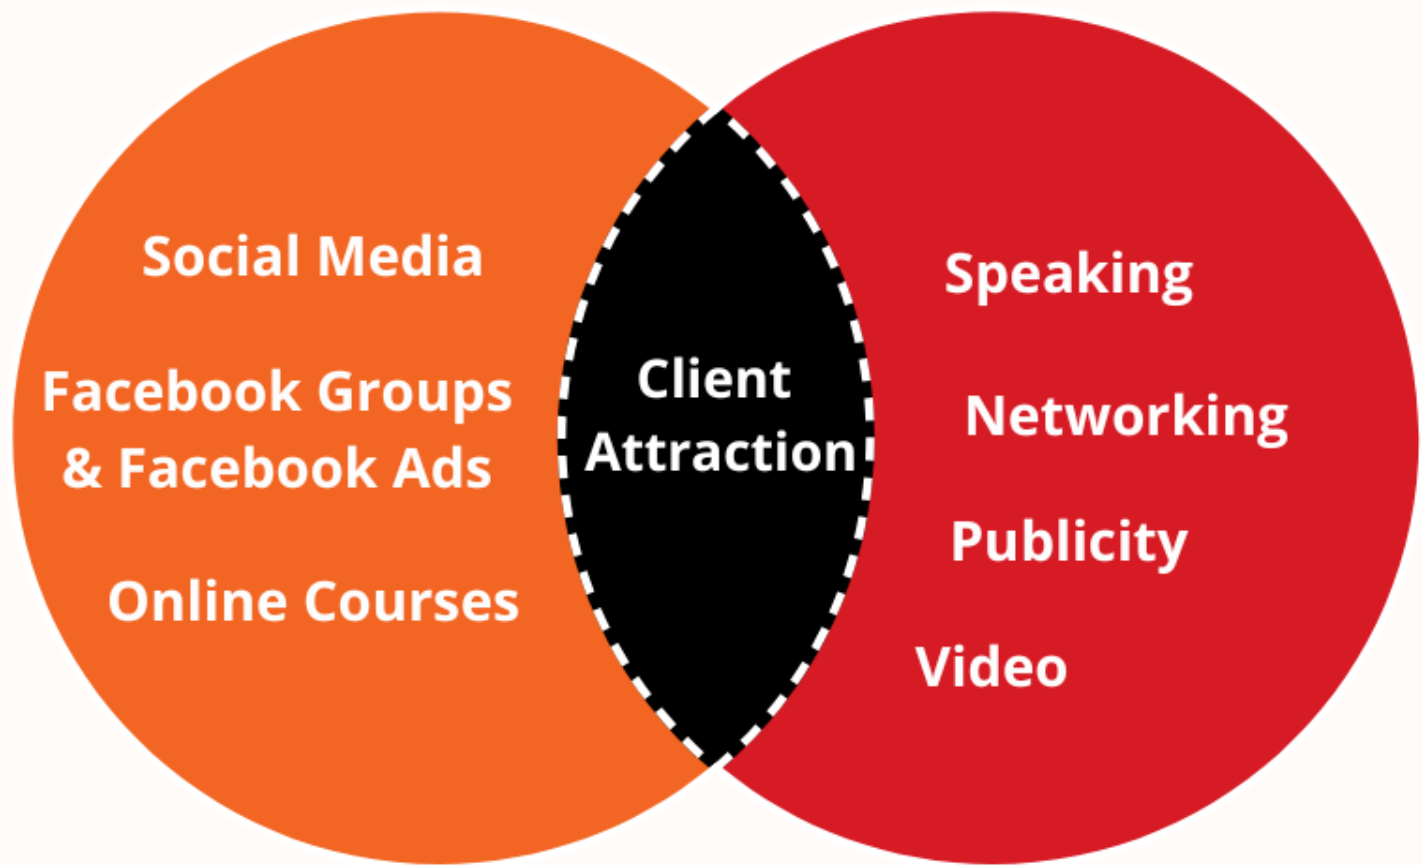 Social Media
Facebook Groups
& Facebook Ads
Online Courses
Client
Attraction
Speaking
Networking
Publicity
Video